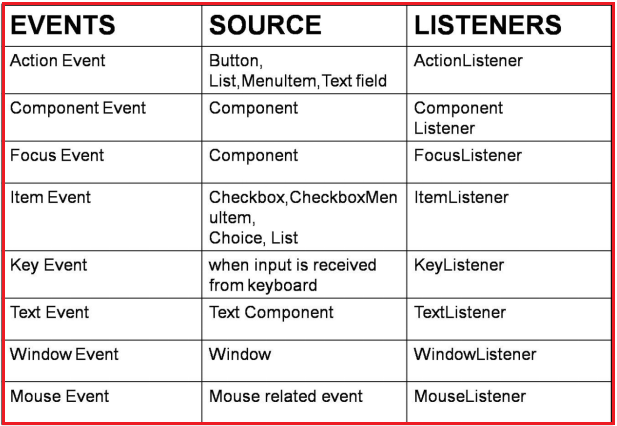 EVENTS SOURCE LISTENERS
Action Event Button, ActionListener
List,MenuItem,Text field
Component Event Component Component
Listener
Focus Event Component FocusListener
Item Event Checkbox,CheckboxMen ItemListener
uItem,
Choice, List
Key Event when input is received KeyListener
from keyboard
Text Event Text Component TextListener
Window Event Window WindowListener
Mouse Event Mouse related event MouseListener